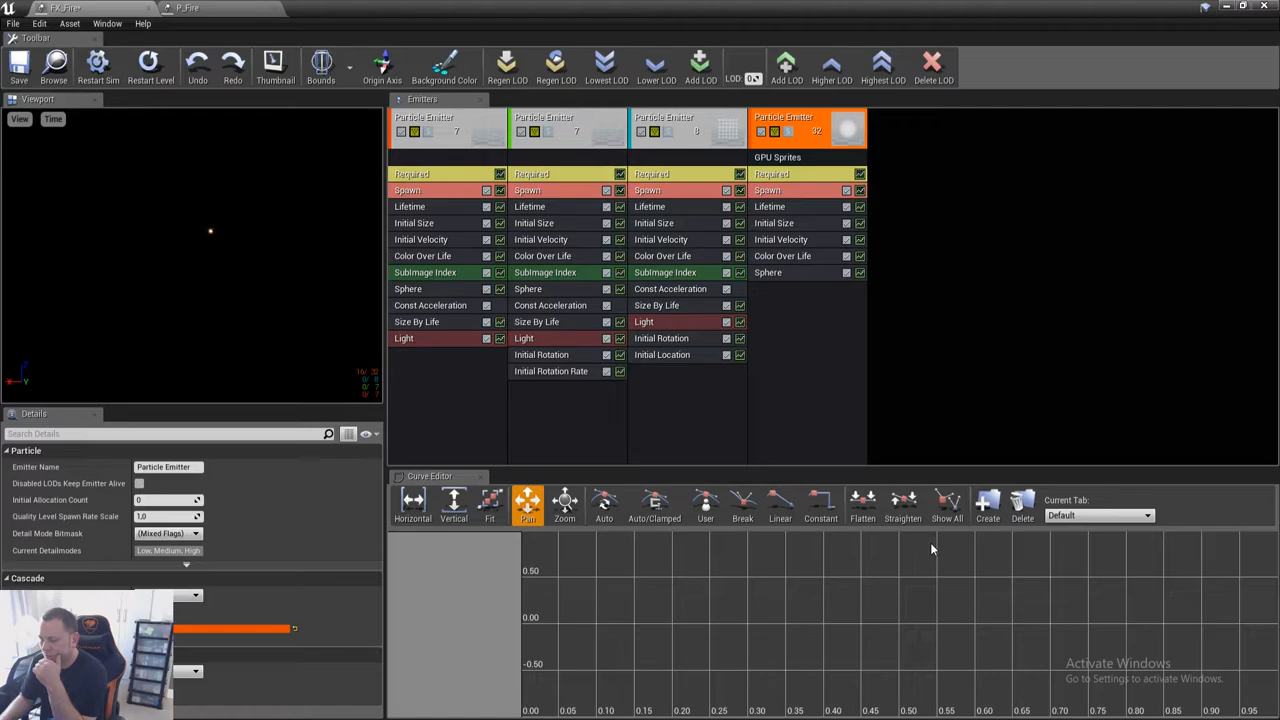 FX_Fire*
P_Fire
File Edit Asset Window Help
Toolbar
Save Browse Restart Sim Restart Level Undo Redo Thumbnail Bounds Origin Axis Background Color Regen LOD Regen LOD Lowest LOD Lower LOD Add LOD LOD: 0 Add LOD Higher LOD Highest LOD Delete LOD
Viewport
View Time
16/ 32
0/ 8
0/ 7
0/ 7
Details
Search Details
Particle
Emitter Name Particle Emitter
Disabled LODs Keep Emitter Alive
Initial Allocation Count 0
Quality Level Spawn Rate Scale 1,0
Detail Mode Bitmask (Mixed Flags)
Current Detailmodes Low, Medium, High
Cascade
Emitters
Particle Emitter
7
Required
Spawn
Lifetime
Initial Size
Initial Velocity
Color Over Life
SubImage Index
Sphere
Const Acceleration
Size By Life
Light
Particle Emitter
7
Required
Spawn
Lifetime
Initial Size
Initial Velocity
Color Over Life
SubImage Index
Sphere
Const Acceleration
Size By Life
Light
Initial Rotation
Initial Rotation Rate
Particle Emitter
8
Required
Spawn
Lifetime
Initial Size
Initial Velocity
Color Over Life
SubImage Index
Const Acceleration
Size By Life
Light
Initial Rotation
Initial Location
Particle Emitter
32
GPU Sprites
Required
Spawn
Lifetime
Initial Size
Initial Velocity
Color Over Life
Sphere
Curve Editor
Horizontal Vertical Fit Pan Zoom Auto Auto/Clamped User Break Linear Constant Flatten Straighten Show All Create Delete
Current Tab:
Default
0.50
0.00
-0.50
0.00 0.05 0.10 0.15 0.20 0.25 0.30 0.35 0.40 0.45 0.50 0.55 0.60 0.65 0.70 0.75 0.80 0.85 0.90 0.95
Activate Windows
Go to Settings to activate Windows.